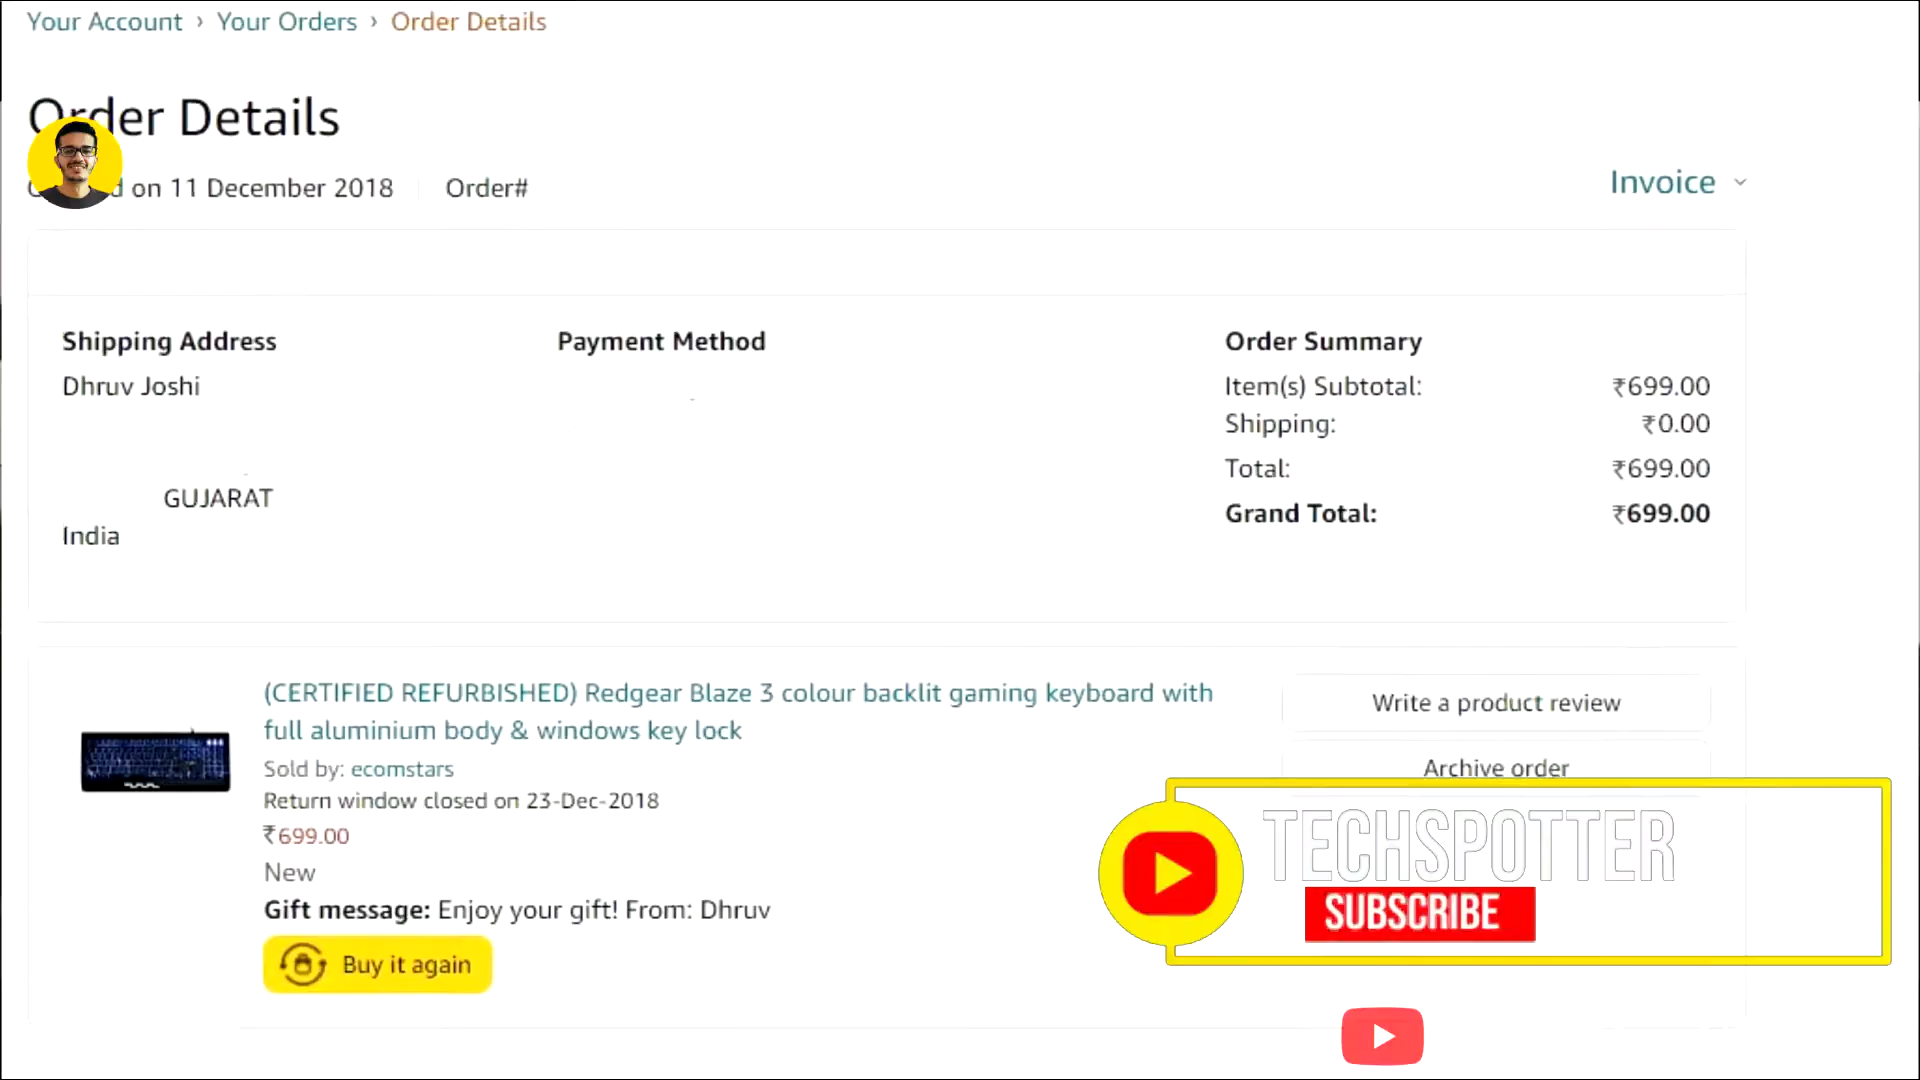 Your Account › Your Orders › Order Details
Order Details
on 11 December 2018 Order#
Invoice
Shipping Address
Dhruv Joshi
GUJARAT
India
Payment Method
Order Summary
Item(s) Subtotal: ₹699.00
Shipping: ₹0.00
Total: ₹699.00
Grand Total: ₹699.00
(CERTIFIED REFURBISHED) Redgear Blaze 3 colour backlit gaming keyboard with
full aluminium body & windows key lock
Sold by: ecomstars
Return window closed on 23-Dec-2018
₹699.00
New
Gift message: Enjoy your gift! From: Dhruv
Buy it again
Write a product review
Archive order
TECHSPOTTER
SUBSCRIBE